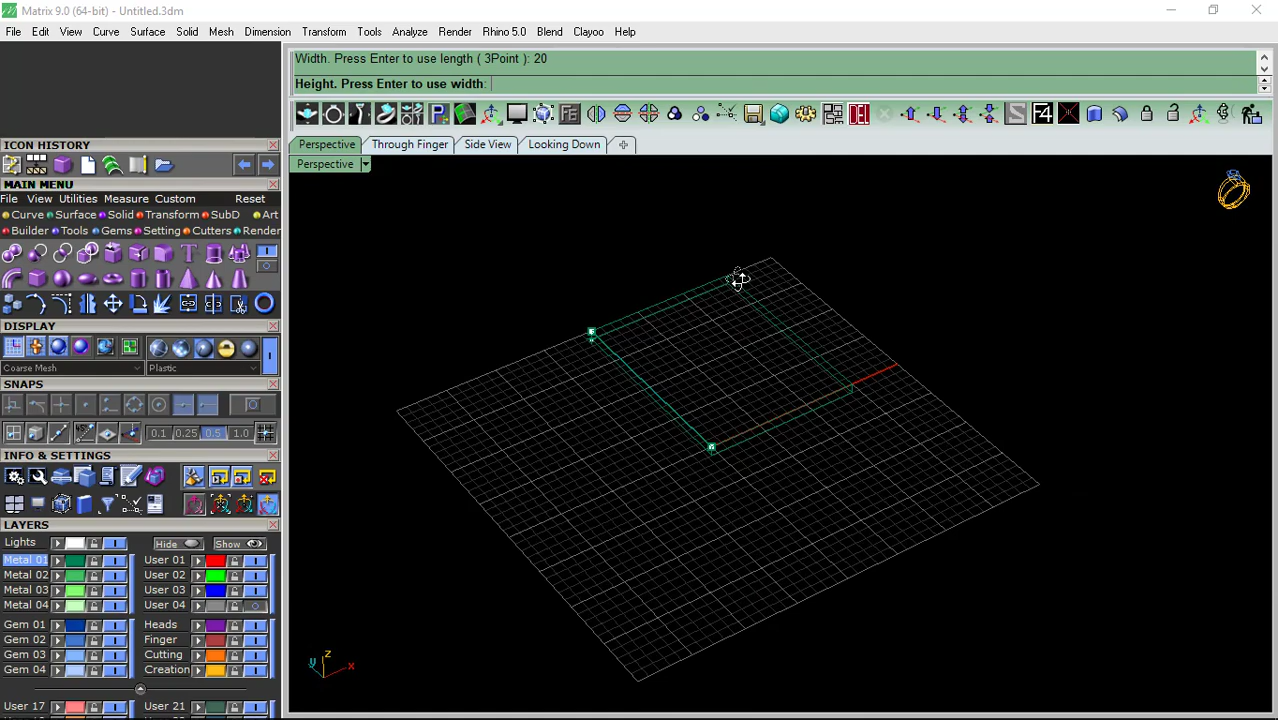 Matrix 9.0 (64-bit) - Untitled.3dm
File Edit View Curve Surface Solid Mesh Dimension Transform Tools Analyze Render Rhino 5.0 Blend Clayoo Help
Width. Press Enter to use length ( 3Point ): 20
Height. Press Enter to use width:
Perspective Through Finger Side View Looking Down
Perspective
ICON HISTORY
MAIN MENU
File View Utilities Measure Custom Reset
Curve Surface Solid Transform SubD Art
Builder Tools Gems Setting Cutters Render
DISPLAY
Coarse Mesh Plastic
SNAPS
0.1 0.25 0.5 1.0
INFO & SETTINGS
LAYERS
Lights Hide Show
Metal 01 User 01
Metal 02 User 02
Metal 03 User 03
Metal 04 User 04
Gem 01 Heads
Gem 02 Finger
Gem 03 Cutting
Gem 04 Creation
User 17 User 21
F4
DEL
z
y
x